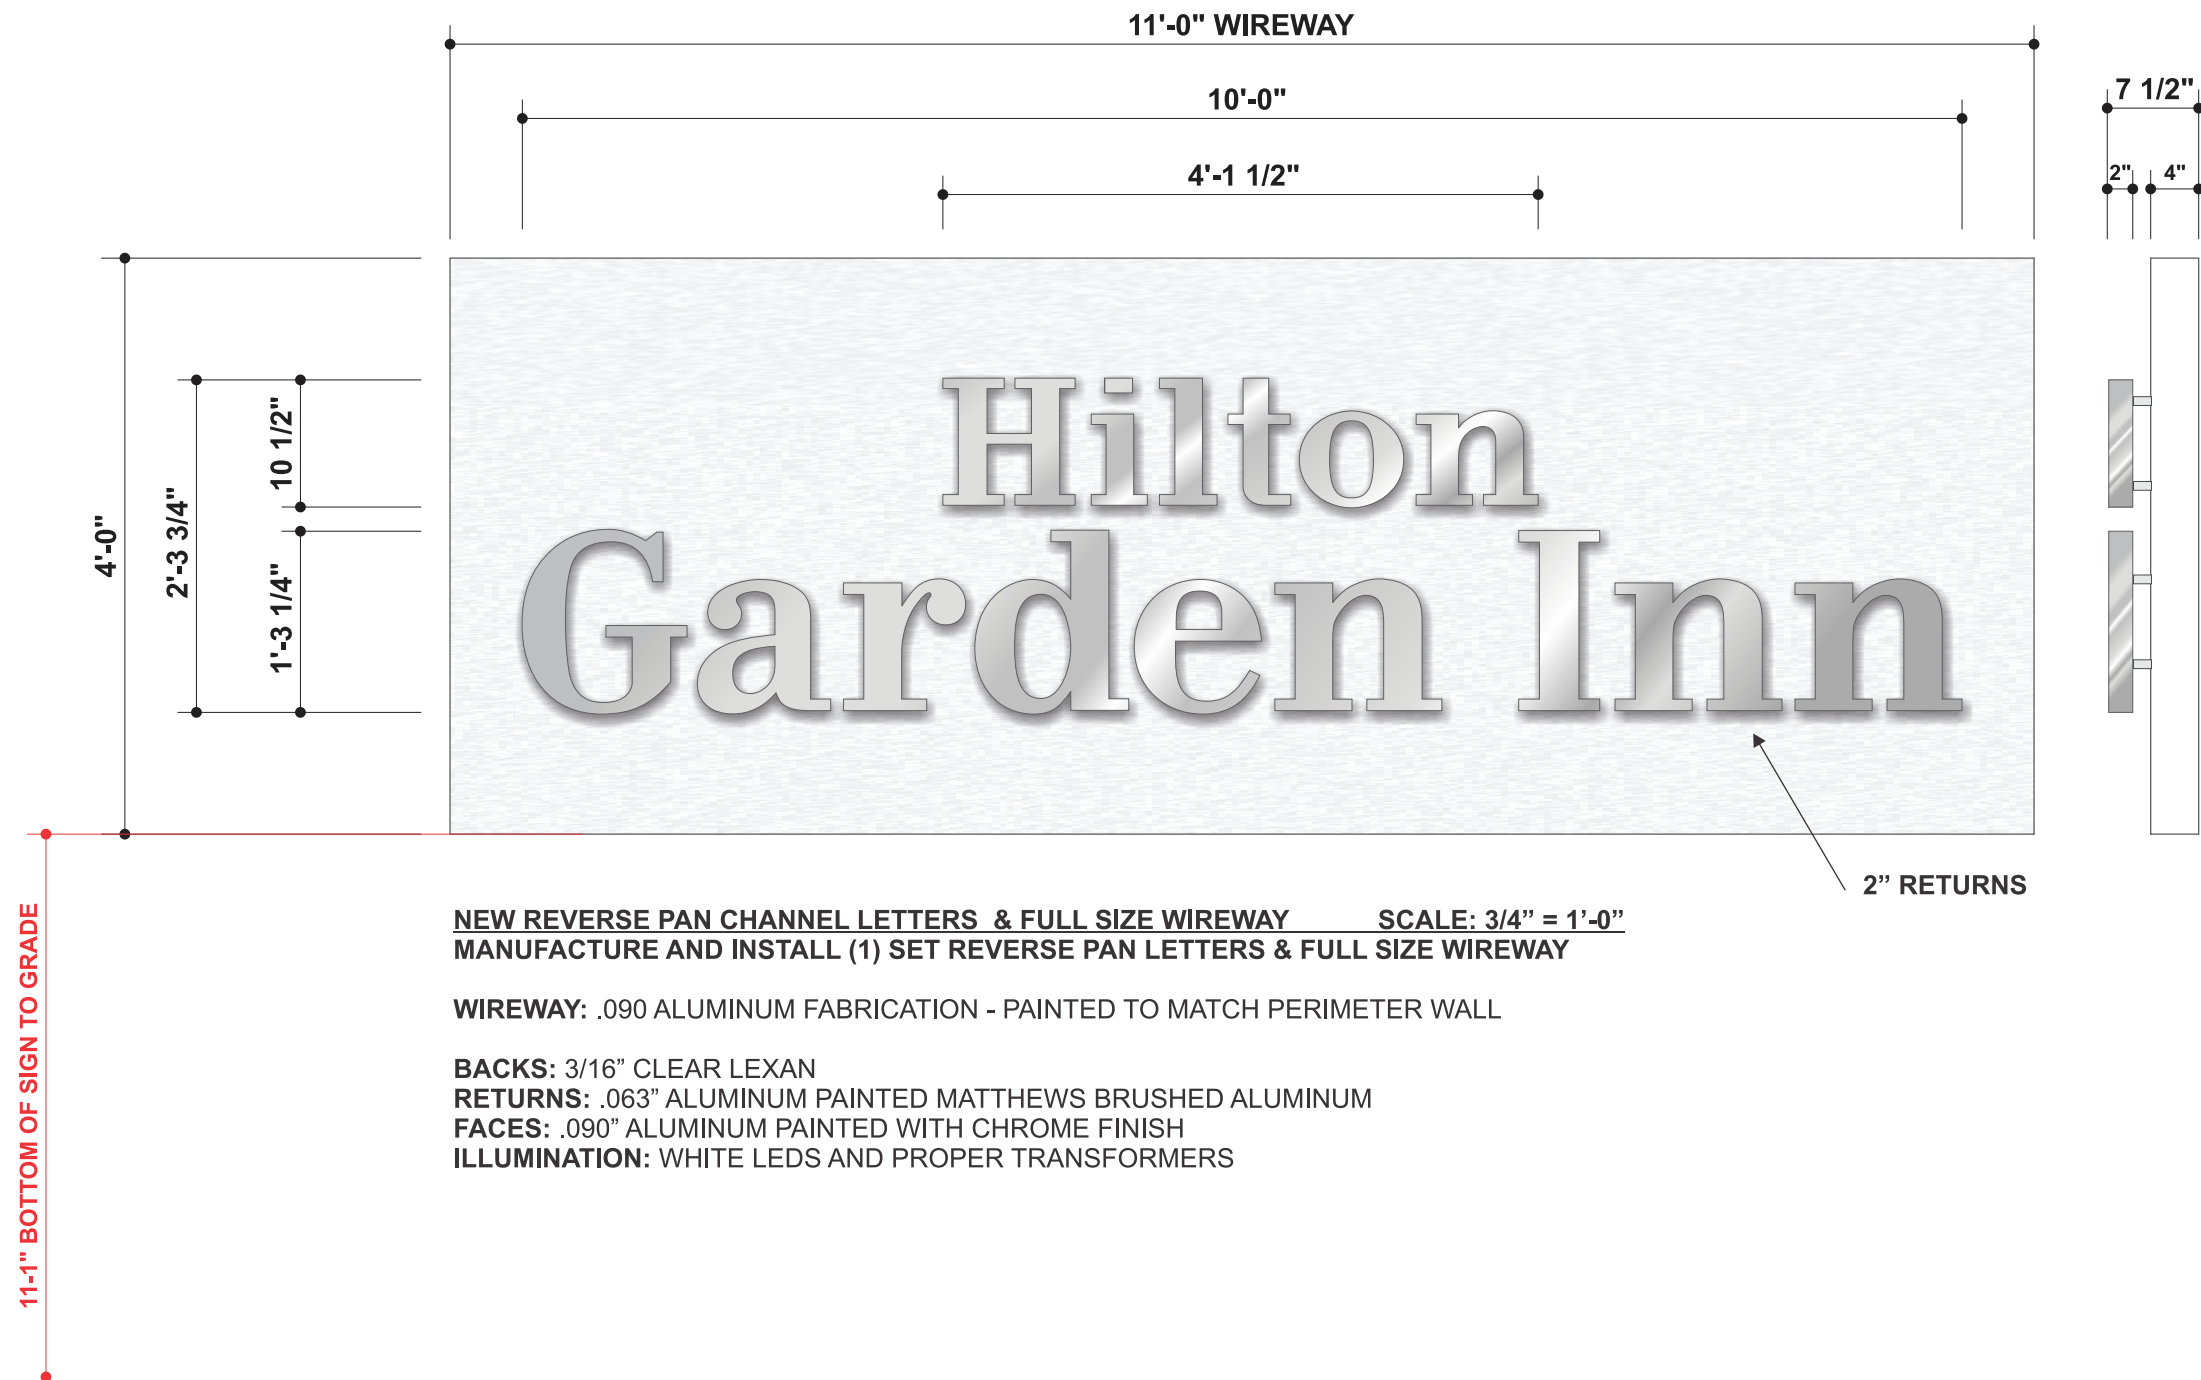 11'-0" WIREWAY
10'-0"
4'-1 1/2"
7 1/2"
2"
4"
4'-0"
2'-3 3/4"
10 1/2"
1'-3 1/4"
Hilton
Garden Inn
2” RETURNS
11-1" BOTTOM OF SIGN TO GRADE
NEW REVERSE PAN CHANNEL LETTERS & FULL SIZE WIREWAY SCALE: 3/4” = 1’-0”
MANUFACTURE AND INSTALL (1) SET REVERSE PAN LETTERS & FULL SIZE WIREWAY
WIREWAY: .090 ALUMINUM FABRICATION - PAINTED TO MATCH PERIMETER WALL
BACKS: 3/16” CLEAR LEXAN
RETURNS: .063” ALUMINUM PAINTED MATTHEWS BRUSHED ALUMINUM
FACES: .090” ALUMINUM PAINTED WITH CHROME FINISH
ILLUMINATION: WHITE LEDS AND PROPER TRANSFORMERS